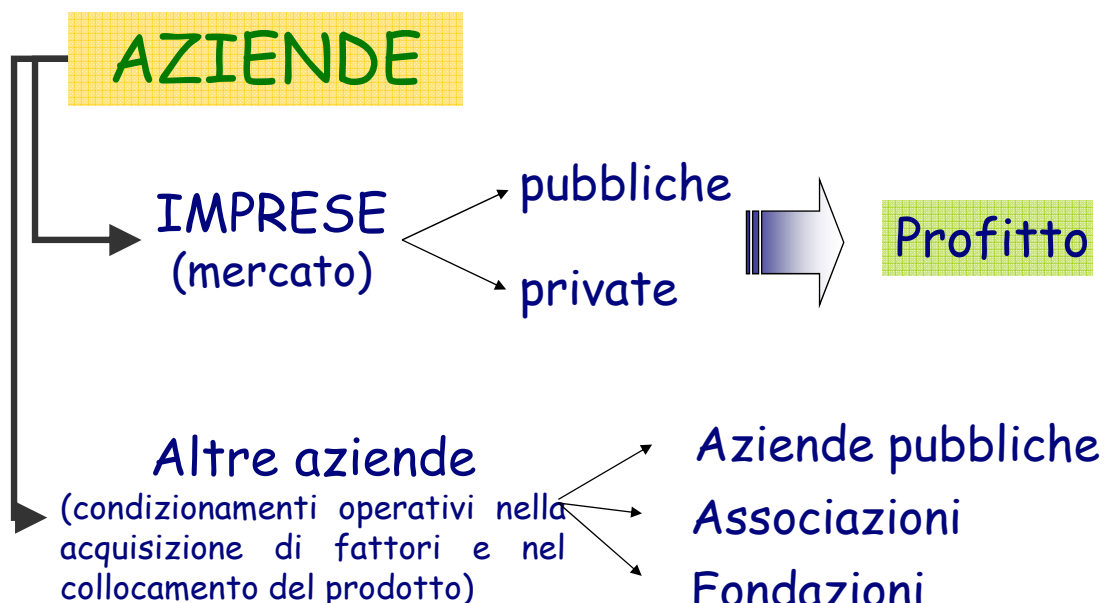 AZIENDE
IMPRESE
(mercato)
pubbliche
private
Profitto
Altre aziende
(condizionamenti operativi nella
acquisizione di fattori e nel
collocamento del prodotto)
Aziende pubbliche
Associazioni
Fondazioni